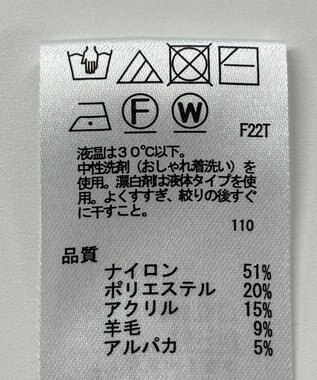 F W F22T
液温は30℃以下。
中性洗剤（おしゃれ着洗い）を
使用。漂白剤は液体タイプを使
用。よくすすぎ、絞りの後すぐ
に干すこと。
110
品質
ナイロン 51%
ポリエステル 20%
アクリル 15%
羊毛 9%
アルパカ 5%